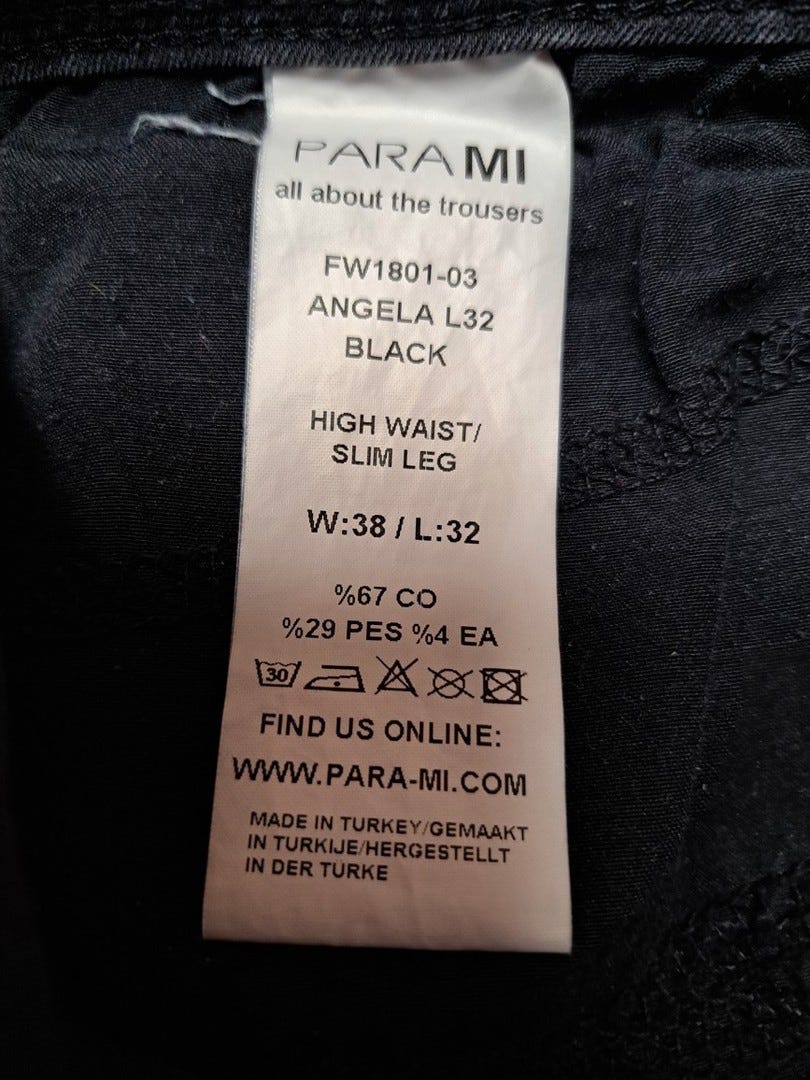 PARAMI
all about the trousers
FW1801-03
ANGELA L32
BLACK
HIGH WAIST/
SLIM LEG
W:38 / L:32
%67 CO
%29 PES %4 EA
30
FIND US ONLINE:
WWW.PARA-MI.COM
MADE IN TURKEY/GEMAAKT
IN TURKIJE/HERGESTELLT
IN DER TURKE